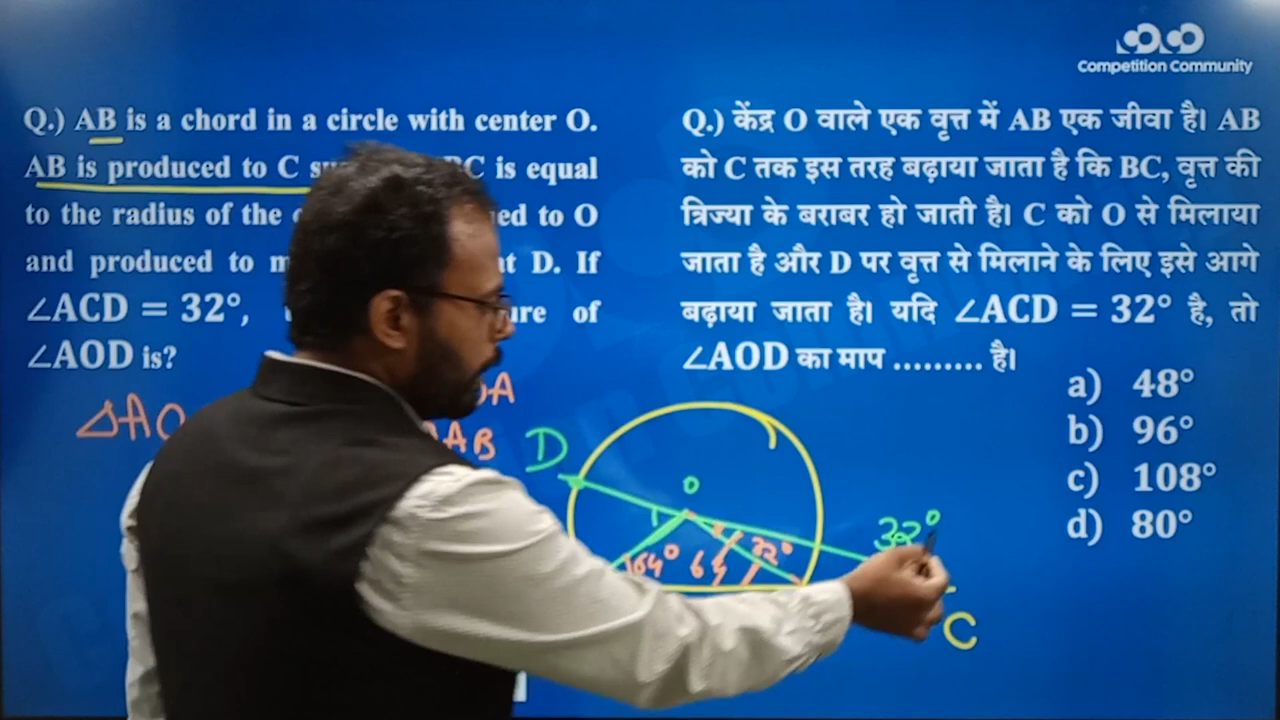 Competition Community
Q.) AB is a chord in a circle with center O.
AB is produced to C BC is equal
to the radius of the to O
and produced to D. If
∠ACD = 32°, of
∠AOD is?
Q.) केंद्र O वाले एक वृत्त में AB एक जीवा है। AB
को C तक इस तरह बढ़ाया जाता है कि BC, वृत्त की
त्रिज्या के बराबर हो जाती है। C को O से मिलाया
जाता है और D पर वृत्त से मिलाने के लिए इसे आगे
बढ़ाया जाता है। यदि ∠ACD = 32° है, तो
∠AOD का माप ......... है।
a) 48°
b) 96°
c) 108°
d) 80°
D
O
32°
64°
C